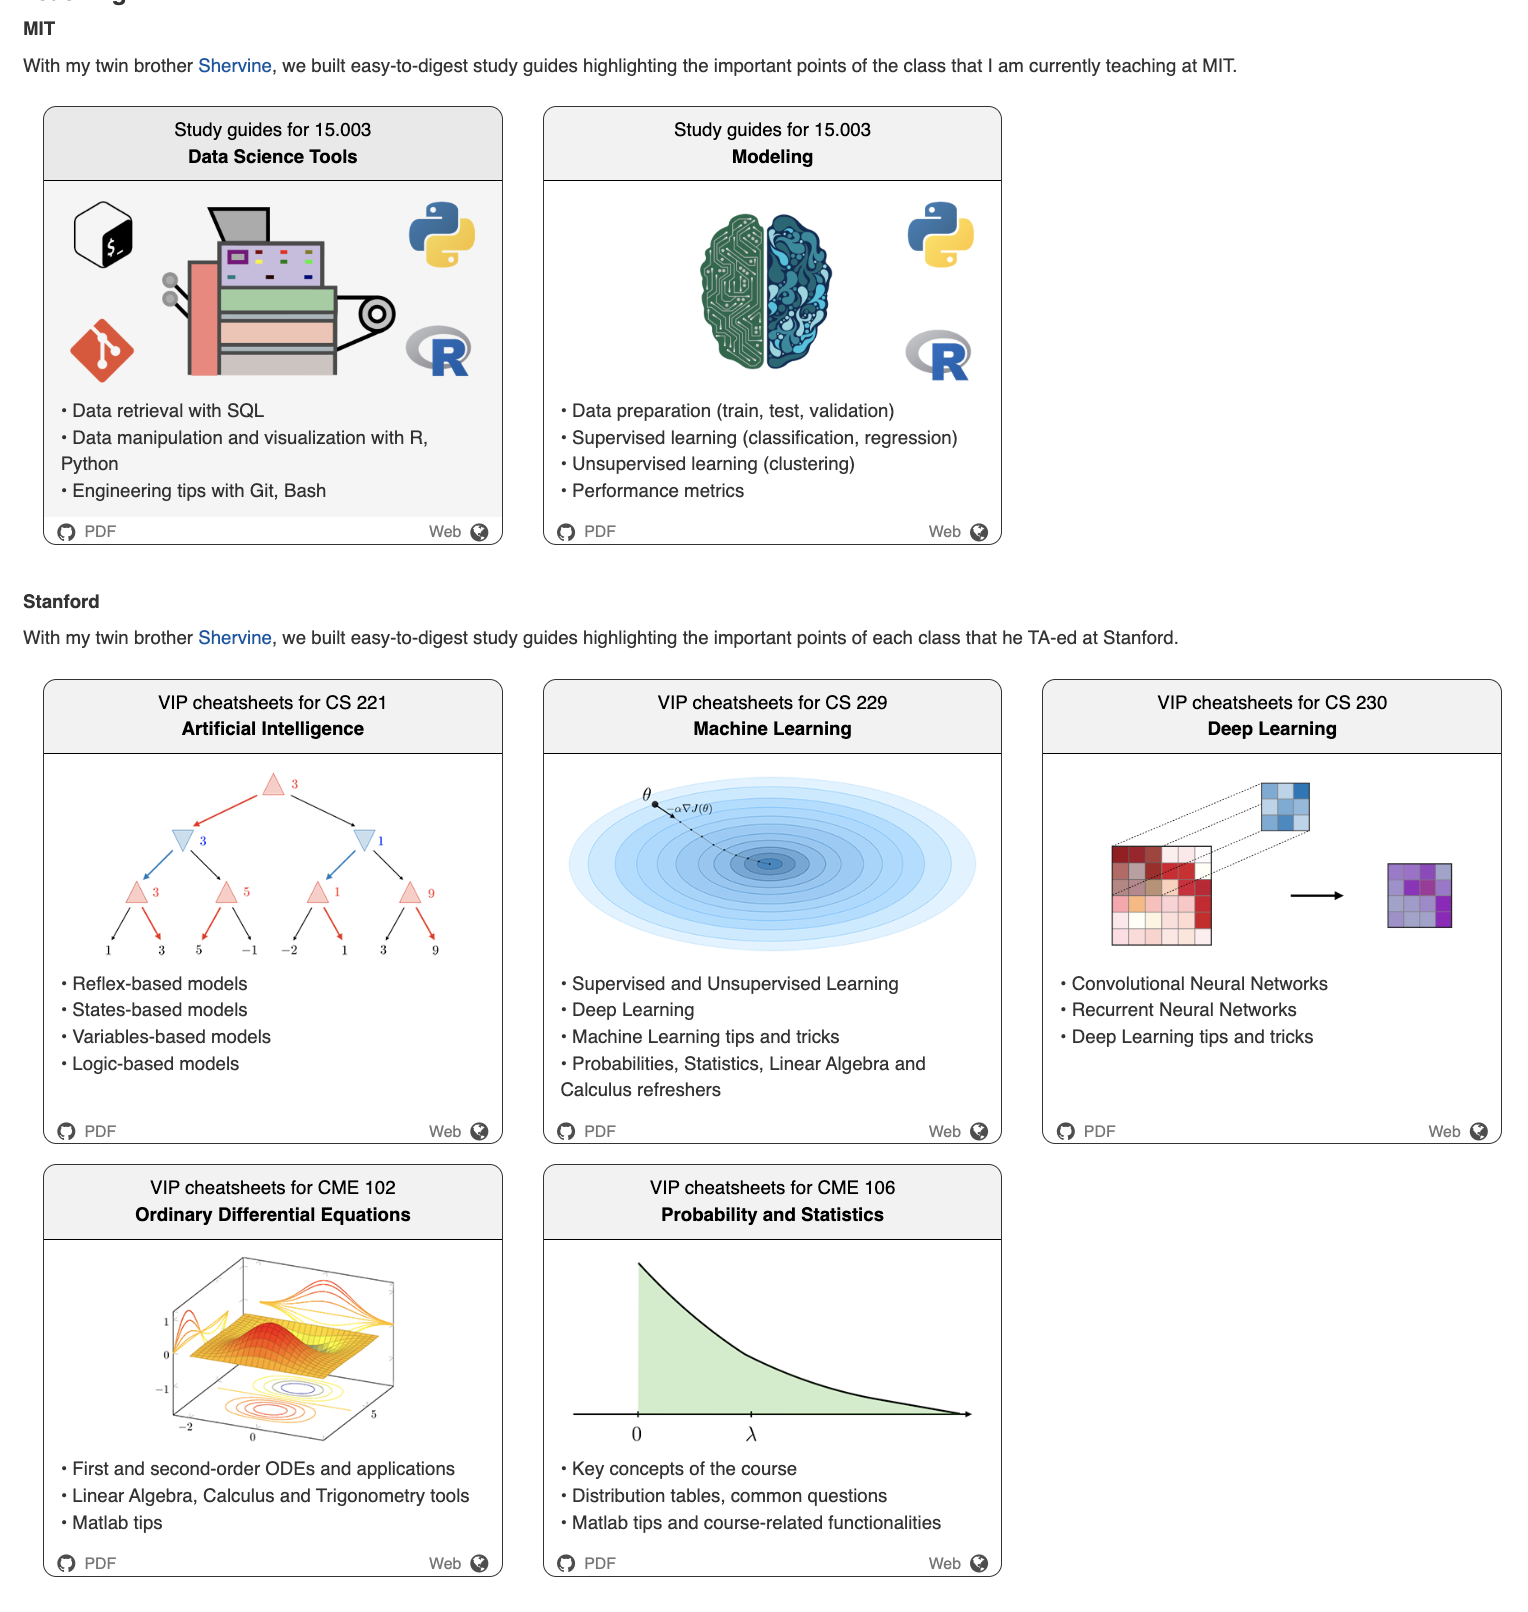 MIT
With my twin brother Shervine, we built easy-to-digest study guides highlighting the important points of the class that I am currently teaching at MIT.
Study guides for 15.003
Data Science Tools
$_
R
• Data retrieval with SQL
• Data manipulation and visualization with R,
Python
• Engineering tips with Git, Bash
PDF
Web
Study guides for 15.003
Modeling
R
• Data preparation (train, test, validation)
• Supervised learning (classification, regression)
• Unsupervised learning (clustering)
• Performance metrics
PDF
Web
Stanford
With my twin brother Shervine, we built easy-to-digest study guides highlighting the important points of each class that he TA-ed at Stanford.
VIP cheatsheets for CS 221
Artificial Intelligence
3
3 1
3 5 1 9
1 3 5 −1 −2 1 3 9
• Reflex-based models
• States-based models
• Variables-based models
• Logic-based models
PDF
Web
VIP cheatsheets for CS 229
Machine Learning
θ
−α∇J(θ)
• Supervised and Unsupervised Learning
• Deep Learning
• Machine Learning tips and tricks
• Probabilities, Statistics, Linear Algebra and
Calculus refreshers
PDF
Web
VIP cheatsheets for CS 230
Deep Learning
• Convolutional Neural Networks
• Recurrent Neural Networks
• Deep Learning tips and tricks
PDF
Web
VIP cheatsheets for CME 102
Ordinary Differential Equations
1
0
−1
−2
0
5
• First and second-order ODEs and applications
• Linear Algebra, Calculus and Trigonometry tools
• Matlab tips
PDF
Web
VIP cheatsheets for CME 106
Probability and Statistics
0 λ
• Key concepts of the course
• Distribution tables, common questions
• Matlab tips and course-related functionalities
PDF
Web